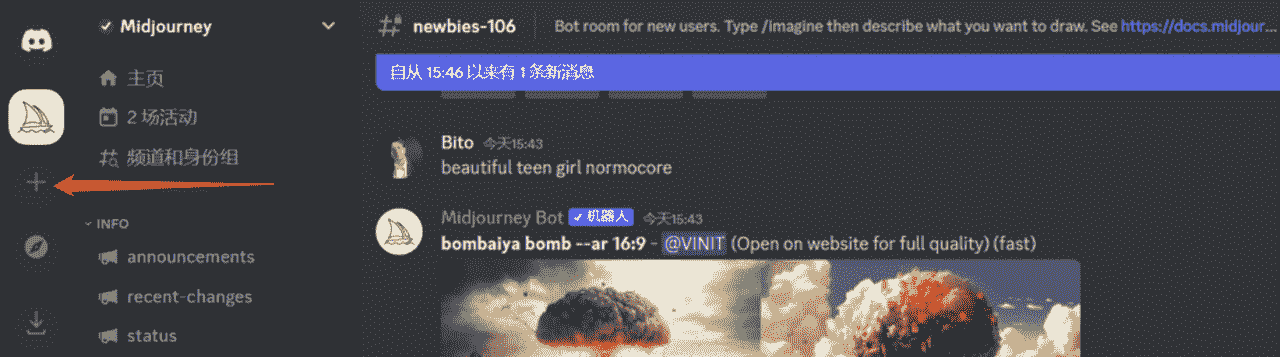 Midjourney
主页
2 场活动
频道和身份组
INFO
announcements
recent-changes
status
newbies-106
Bot room for new users. Type /imagine then describe what you want to draw. See https://docs.midjour...
自从 15:46 以来有 1 条新消息
Bito 今天15:43
beautiful teen girl normocore
Midjourney Bot ✓ 机器人 今天15:43
bombaiya bomb --ar 16:9 - @VINIT (Open on website for full quality) (fast)